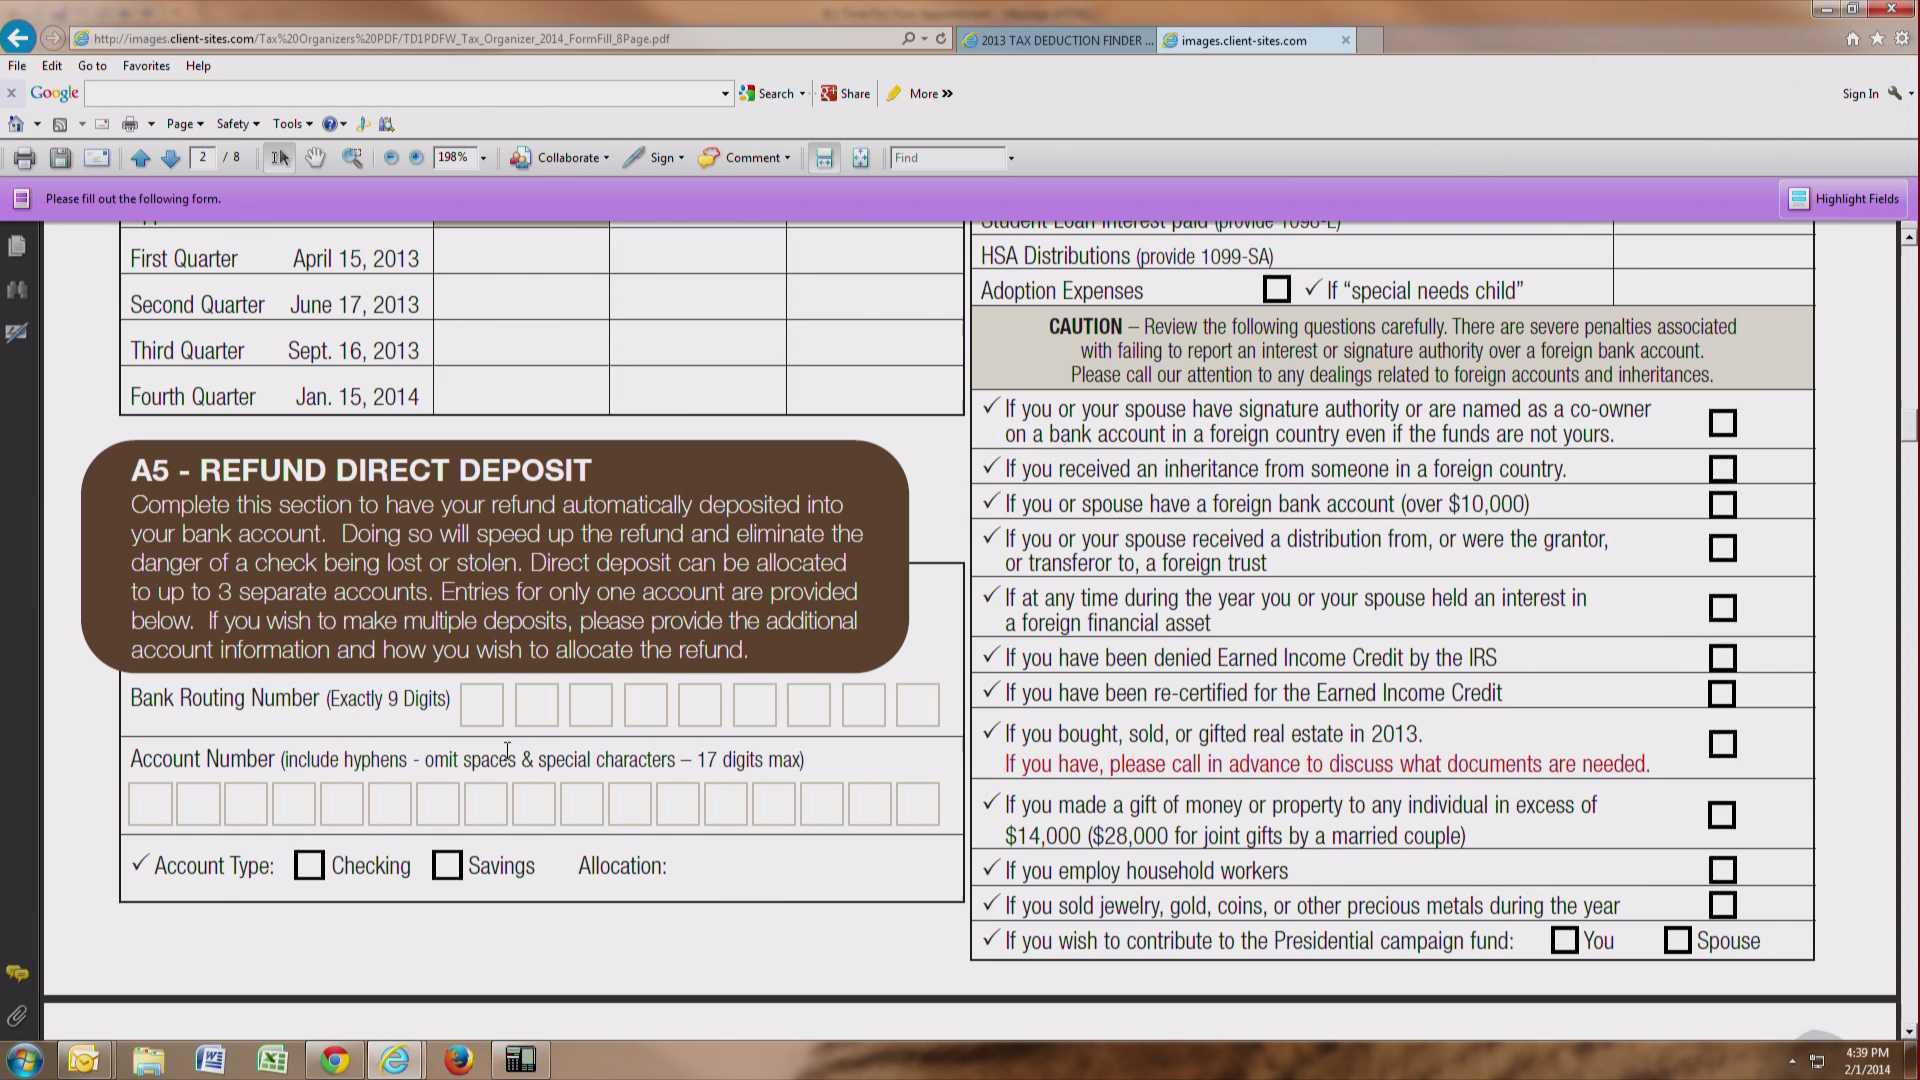 http://images.client-sites.com/Tax%20Organizers%20PDF/TD1PDFW_Tax_Organizer_2014_FormFill_8Page.pdf
2013 TAX DEDUCTION FINDER ...
images.client-sites.com
File Edit Go to Favorites Help
Google
Search
Share
More »
Sign In
Page Safety Tools
2 / 8
198%
Collaborate
Sign
Comment
Find
Please fill out the following form.
Highlight Fields
First Quarter April 15, 2013
Second Quarter June 17, 2013
Third Quarter Sept. 16, 2013
Fourth Quarter Jan. 15, 2014
A5 - REFUND DIRECT DEPOSIT
Complete this section to have your refund automatically deposited into
your bank account. Doing so will speed up the refund and eliminate the
danger of a check being lost or stolen. Direct deposit can be allocated
to up to 3 separate accounts. Entries for only one account are provided
below. If you wish to make multiple deposits, please provide the additional
account information and how you wish to allocate the refund.
Bank Routing Number (Exactly 9 Digits)
Account Number (include hyphens - omit spaces & special characters – 17 digits max)
✓ Account Type: Checking Savings Allocation:
Student Loan Interest paid (provide 1098-E)
HSA Distributions (provide 1099-SA)
Adoption Expenses ✓ If “special needs child”
CAUTION – Review the following questions carefully. There are severe penalties associated
with failing to report an interest or signature authority over a foreign bank account.
Please call our attention to any dealings related to foreign accounts and inheritances.
✓ If you or your spouse have signature authority or are named as a co-owner
on a bank account in a foreign country even if the funds are not yours.
✓ If you received an inheritance from someone in a foreign country.
✓ If you or spouse have a foreign bank account (over $10,000)
✓ If you or your spouse received a distribution from, or were the grantor,
or transferor to, a foreign trust
✓ If at any time during the year you or your spouse held an interest in
a foreign financial asset
✓ If you have been denied Earned Income Credit by the IRS
✓ If you have been re-certified for the Earned Income Credit
✓ If you bought, sold, or gifted real estate in 2013.
If you have, please call in advance to discuss what documents are needed.
✓ If you made a gift of money or property to any individual in excess of
$14,000 ($28,000 for joint gifts by a married couple)
✓ If you employ household workers
✓ If you sold jewelry, gold, coins, or other precious metals during the year
✓ If you wish to contribute to the Presidential campaign fund: You Spouse
4:39 PM
2/1/2014